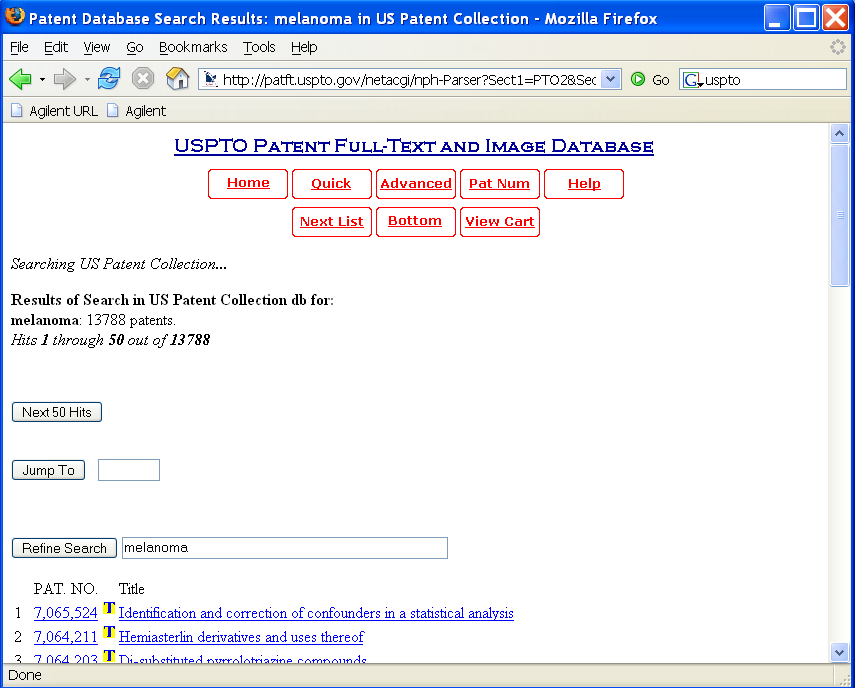 Patent Database Search Results: melanoma in US Patent Collection - Mozilla Firefox
File Edit View Go Bookmarks Tools Help
http://patft.uspto.gov/netacgi/nph-Parser?Sect1=PTO2&Sec Go G uspto
Agilent URL Agilent
USPTO Patent Full-Text and Image Database
Home Quick Advanced Pat Num Help
Next List Bottom View Cart
Searching US Patent Collection...
Results of Search in US Patent Collection db for:
melanoma: 13788 patents.
Hits 1 through 50 out of 13788
Next 50 Hits
Jump To
Refine Search melanoma
PAT. NO. Title
1 7,065,524 T Identification and correction of confounders in a statistical analysis
2 7,064,211 T Hemiasterlin derivatives and uses thereof
3 7,064,203 T Di-substituted pyrrolotriazine compounds
Done